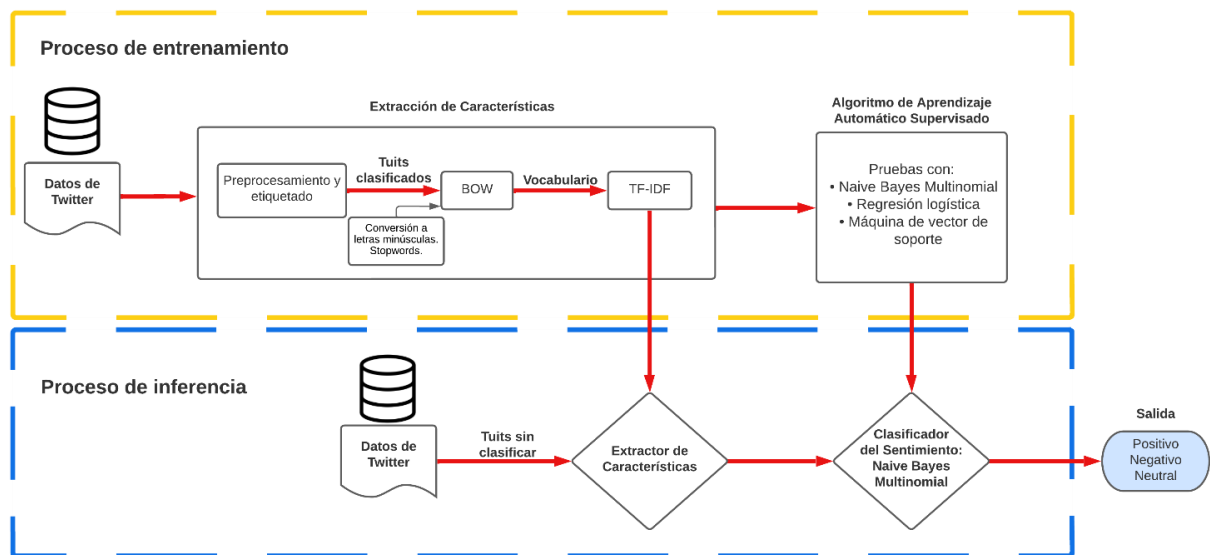 Proceso de entrenamiento
Extracción de Características
Algoritmo de Aprendizaje
Automático Supervisado
Datos de
Twitter
Preprocesamiento y
etiquetado
Tuits
clasificados
BOW
Conversión a
letras minúsculas.
Stopwords.
Vocabulario
TF-IDF
Pruebas con:
• Naive Bayes Multinomial
• Regresión logística
• Máquina de vector de
soporte
Proceso de inferencia
Datos de
Twitter
Tuits sin
clasificar
Extractor de
Características
Clasificador
del Sentimiento:
Naive Bayes
Multinomial
Salida
Positivo
Negativo
Neutral